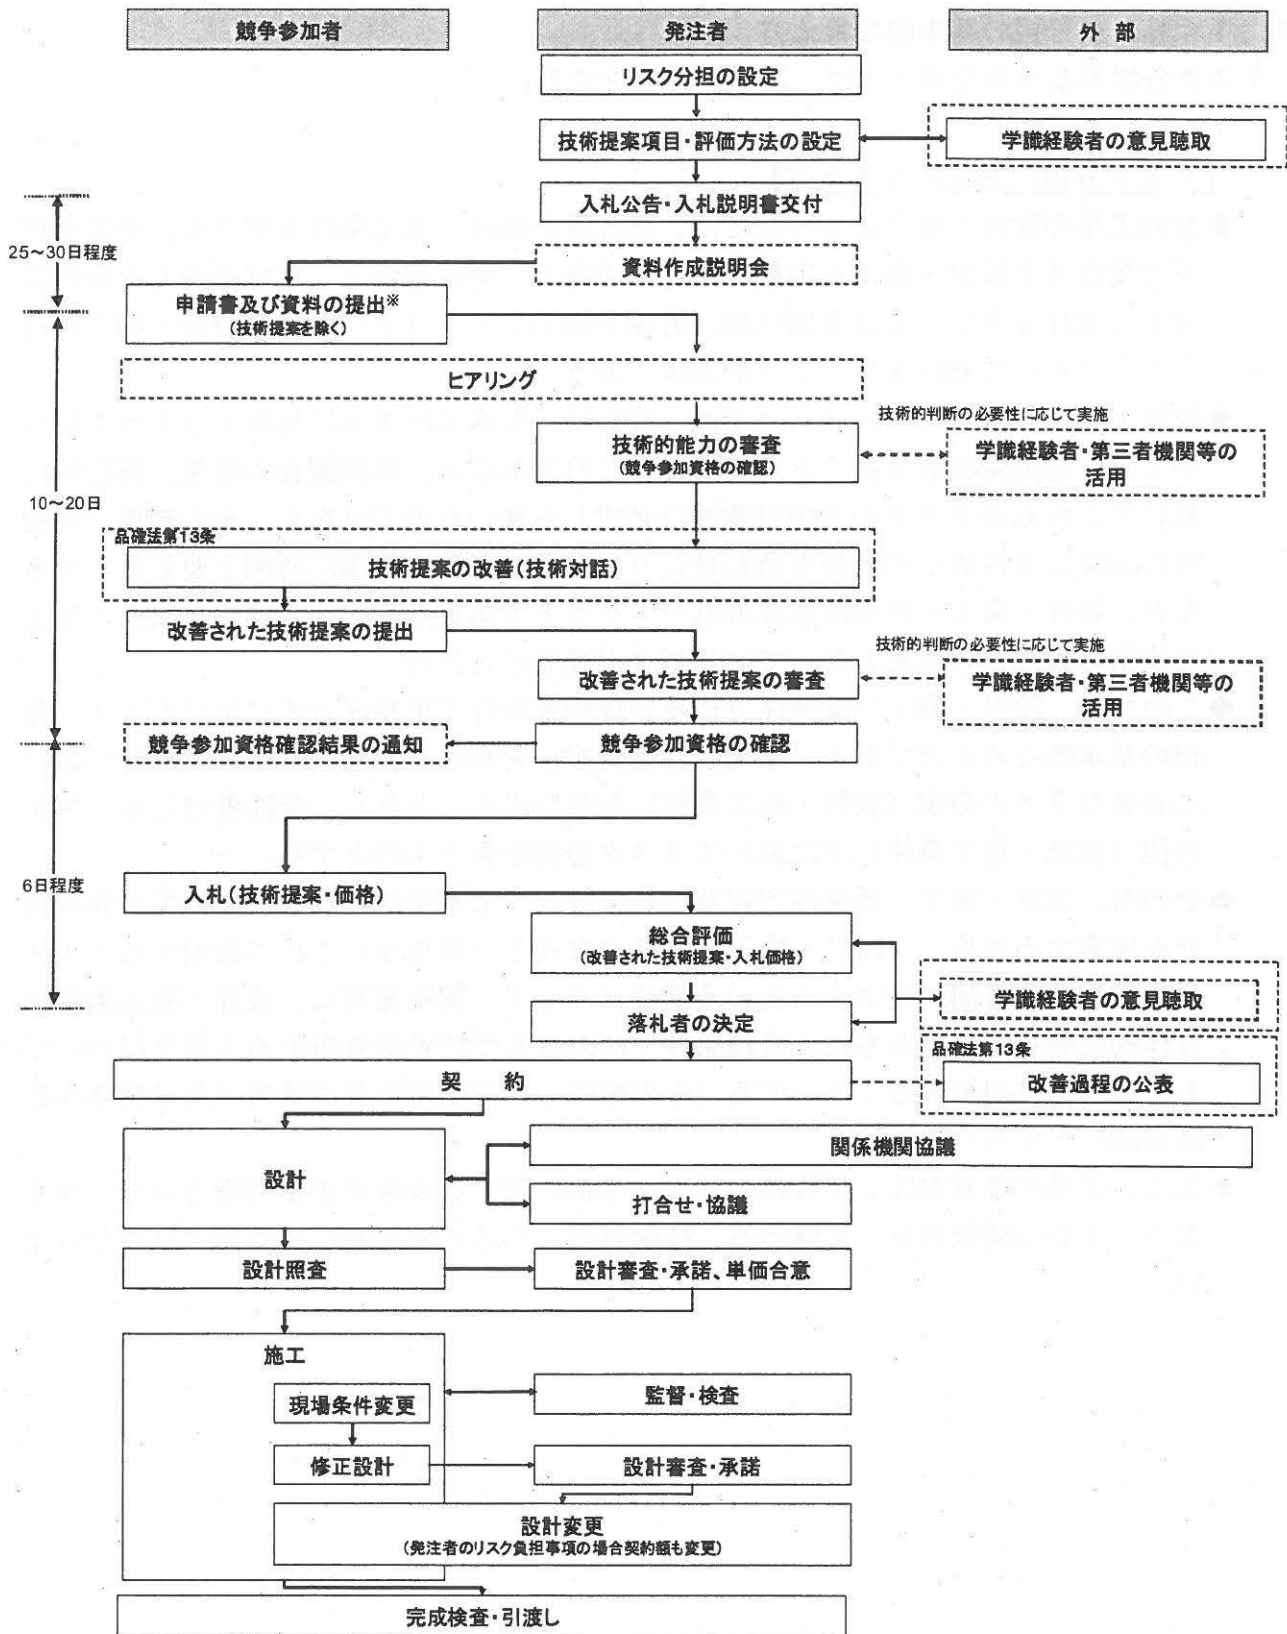 競争参加者
発注者
外 部
リスク分担の設定
技術提案項目・評価方法の設定
学識経験者の意見聴取
入札公告・入札説明書交付
25～30日程度
資料作成説明会
申請書及び資料の提出※
(技術提案を除く)
ヒアリング
技術的判断の必要性に応じて実施
技術的能力の審査
(競争参加資格の確認)
学識経験者・第三者機関等の
活用
10～20日
品確法第13条
技術提案の改善(技術対話)
改善された技術提案の提出
技術的判断の必要性に応じて実施
改善された技術提案の審査
学識経験者・第三者機関等の
活用
競争参加資格確認結果の通知
競争参加資格の確認
6日程度
入札(技術提案・価格)
総合評価
(改善された技術提案・入札価格)
学識経験者の意見聴取
落札者の決定
品確法第13条
契 約
改善過程の公表
設計
関係機関協議
打合せ・協議
設計照査
設計審査・承諾、単価合意
施工
現場条件変更
監督・検査
修正設計
設計審査・承諾
設計変更
(発注者のリスク負担事項の場合契約額も変更)
完成検査・引渡し